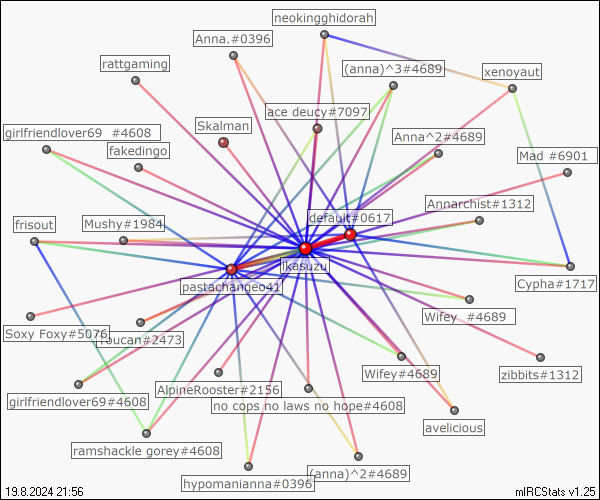 neokingghidorah
Anna.#0396
rattgaming
(anna)^3#4689
xenoyaut
ace deucy#7097
Skalman
girlfriendlover69 #4608
Anna^2#4689
fakedingo
Mad #6901
Annarchist#1312
default#0617
Mushy#1984
frisout
ikasuzu
pastachangeo41
Cypha#1717
Wifey #4689
Soxy Foxy#5076
Toucan#2473
Wifey#4689
zibbits#1312
AlpineRooster#2156
girlfriendlover69#4608
no cops no laws no hope#4608
avelicious
ramshackle gorey#4608
(anna)^2#4689
hypomanianna#0396
19.8.2024 21:56
mIRCStats v1.25